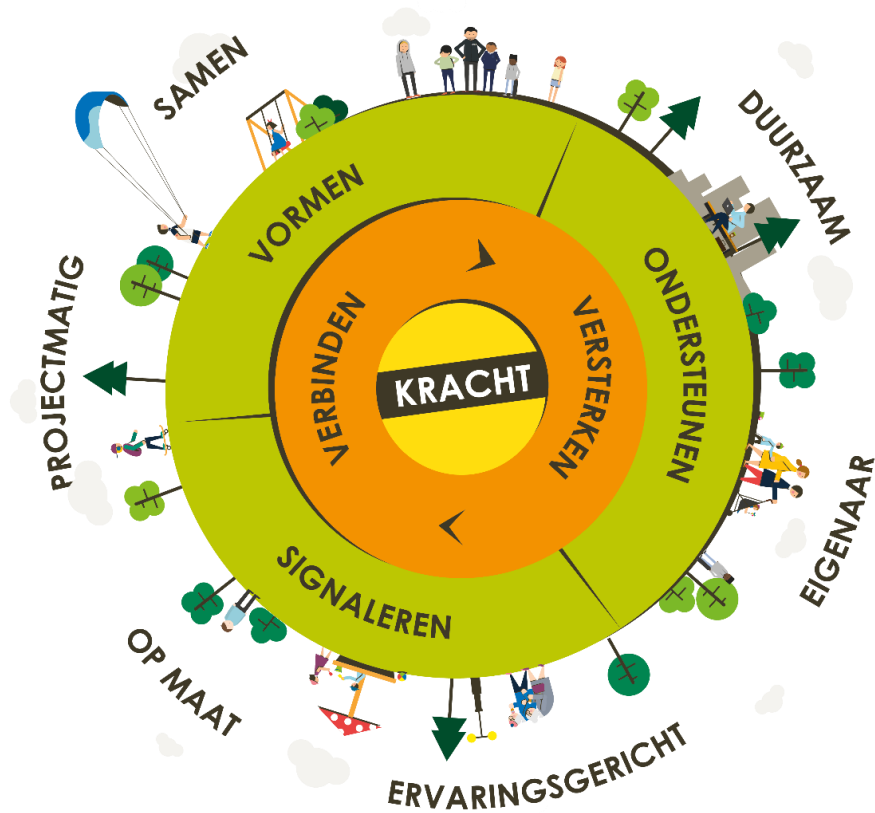 SAMEN
DUURZAAM
EIGENAAR
ERVARINGSGERICHT
OP MAAT
PROJECTMATIG
VORMEN
ONDERSTEUNEN
SIGNALEREN
VERBINDEN
VERSTERKEN
KRACHT